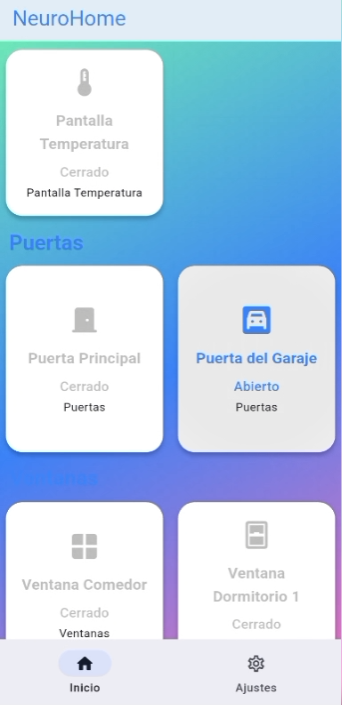 NeuroHome
Pantalla
Temperatura
Cerrado
Pantalla Temperatura
Puertas
Puerta Principal
Cerrado
Puertas
Puerta del Garaje
Abierto
Puertas
Ventanas
Ventana Comedor
Cerrado
Ventanas
Ventana
Dormitorio 1
Cerrado
Inicio
Ajustes